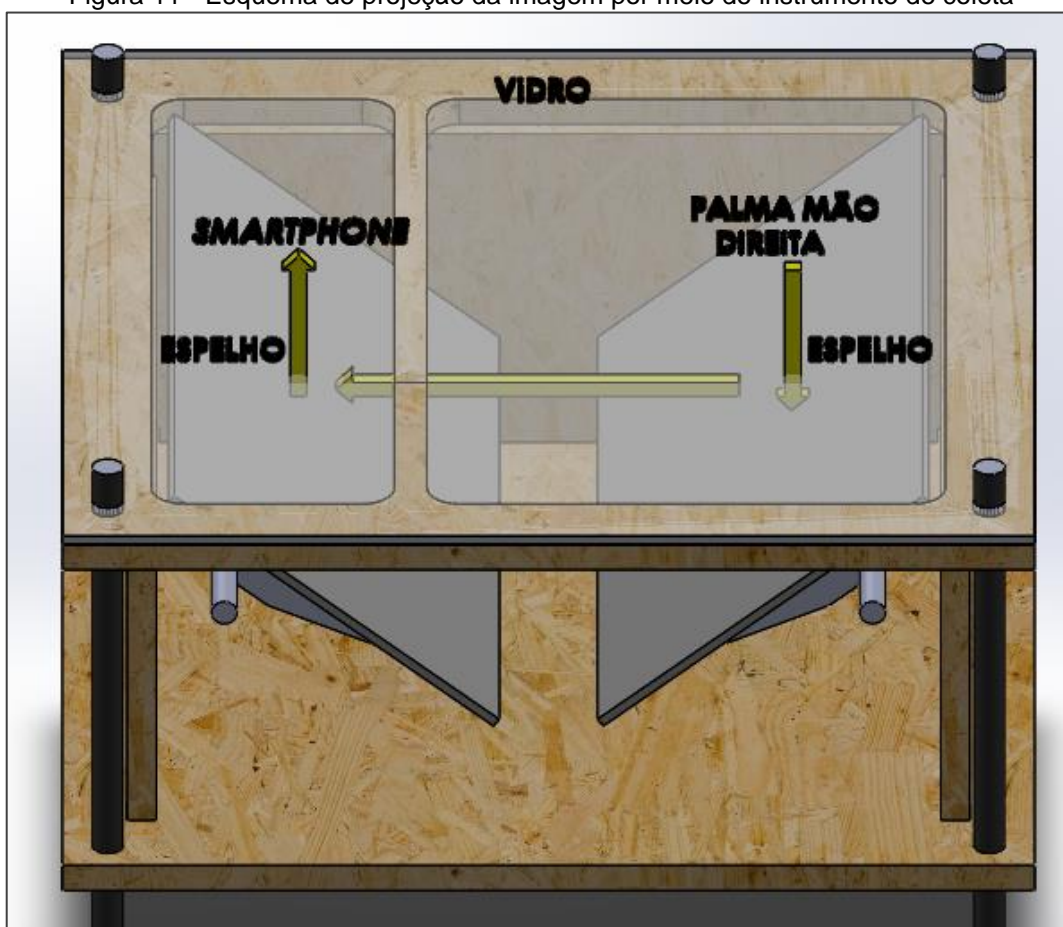 Figura 11 - Esquema de projeção da imagem por meio do instrumento de coleta
VIDRO
SMARTPHONE
PALMA MÃO
DIREITA
ESPELHO
ESPELHO